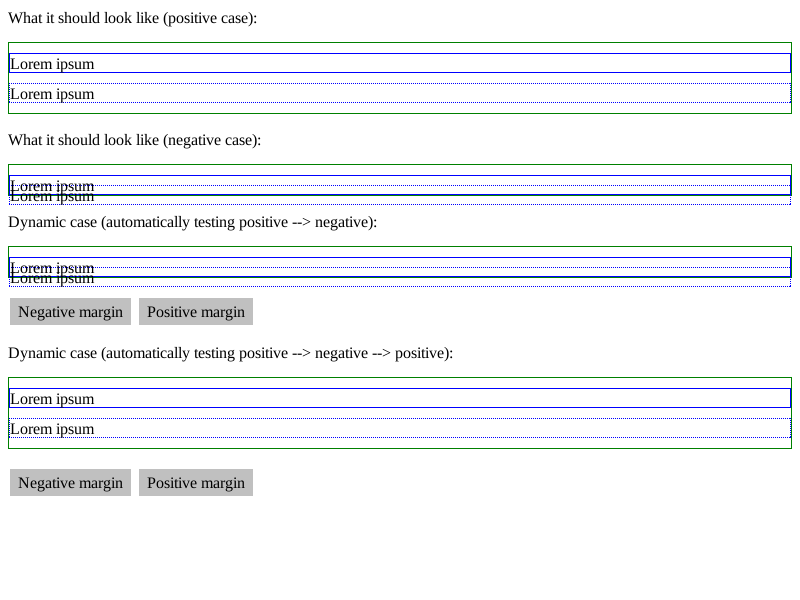 What it should look like (positive case):
Lorem ipsum
Lorem ipsum
What it should look like (negative case):
Lorem ipsum
Lorem ipsum
Dynamic case (automatically testing positive --> negative):
Lorem ipsum
Lorem ipsum
Negative margin Positive margin
Dynamic case (automatically testing positive --> negative --> positive):
Lorem ipsum
Lorem ipsum
Negative margin Positive margin